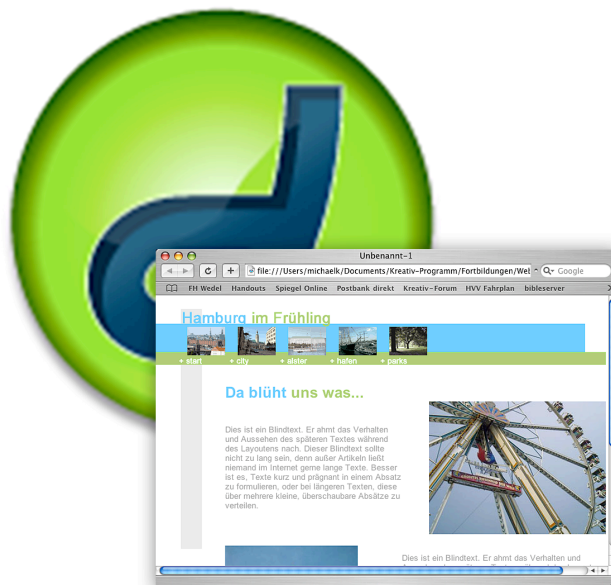 Unbenannt-1
file:///Users/michaelk/Documents/Kreativ-Programm/Fortbildungen/Web
Google
FH Wedel Handouts Spiegel Online Postbank direkt Kreativ-Forum HVV Fahrplan bibleserver
Hamburg im Frühling
+ start + city + alster + hafen + parks
Da blüht uns was...
Dies ist ein Blindtext. Er ahmt das Verhalten
und Aussehen des späteren Textes während
des Layoutens nach. Dieser Blindtext sollte
nicht zu lang sein, denn außer Artikeln ließt
niemand im Internet gerne lange Texte. Besser
ist es, Texte kurz und prägnant in einem Absatz
zu formulieren, oder bei längeren Texten, diese
über mehrere kleine, überschaubare Absätze zu
verteilen.
Dies ist ein Blindtext. Er ahmt das Verhalten und